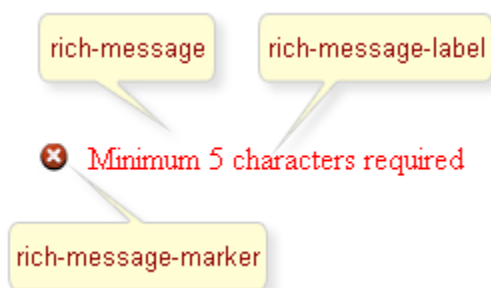 rich-message
rich-message-label
Minimum 5 characters required
rich-message-marker